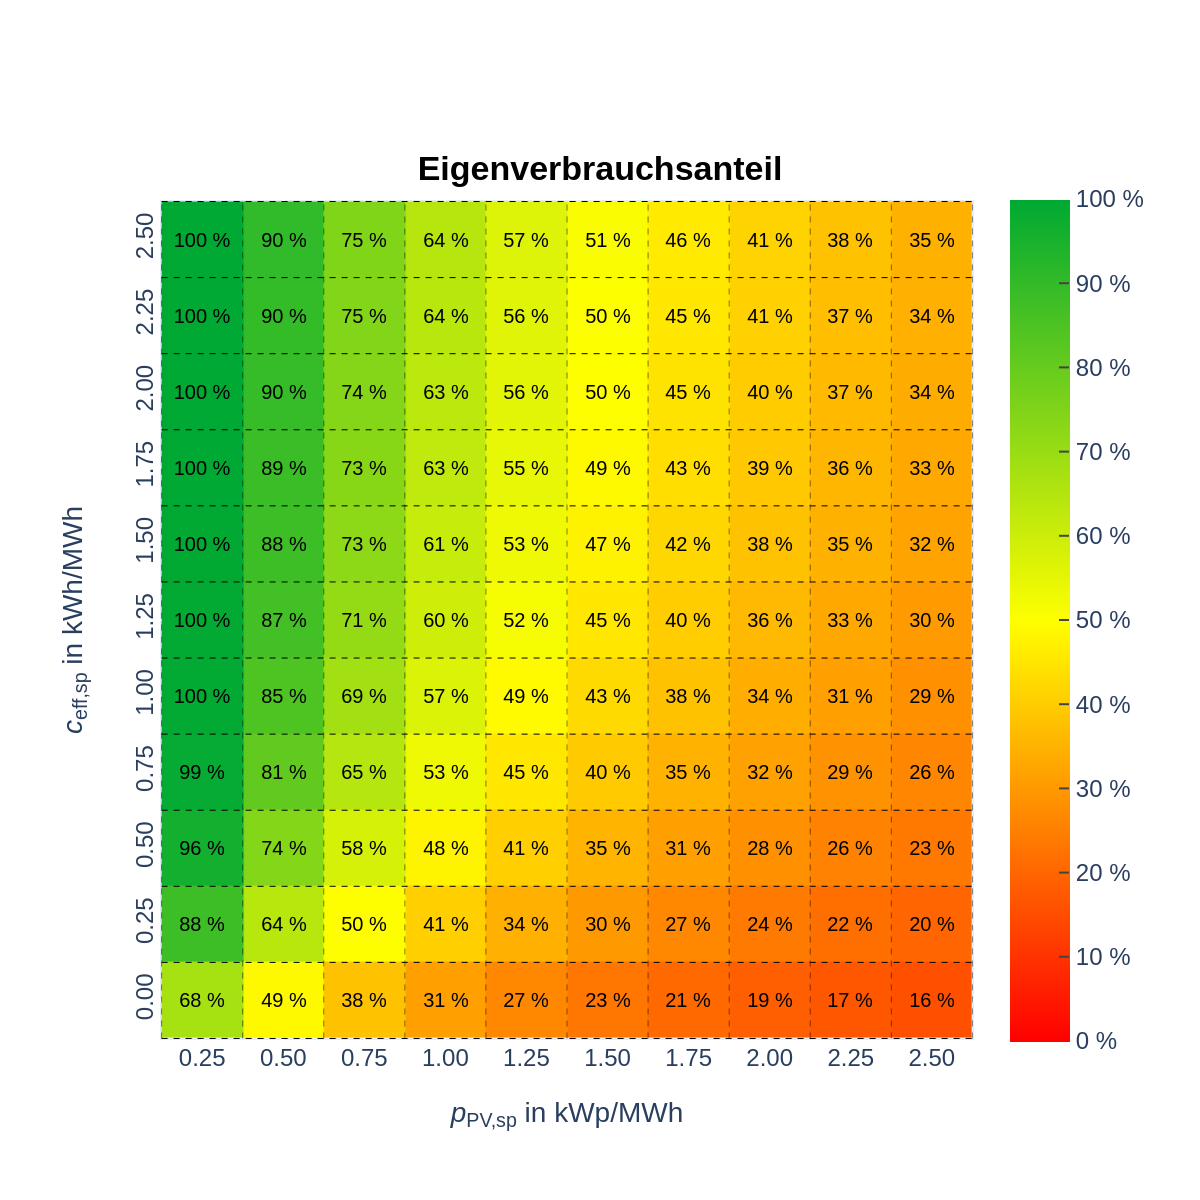 Eigenverbrauchsanteil
2.50 100 % 90 % 75 % 64 % 57 % 51 % 46 % 41 % 38 % 35 %
2.25 100 % 90 % 75 % 64 % 56 % 50 % 45 % 41 % 37 % 34 %
2.00 100 % 90 % 74 % 63 % 56 % 50 % 45 % 40 % 37 % 34 %
1.75 100 % 89 % 73 % 63 % 55 % 49 % 43 % 39 % 36 % 33 %
1.50 100 % 88 % 73 % 61 % 53 % 47 % 42 % 38 % 35 % 32 %
1.25 100 % 87 % 71 % 60 % 52 % 45 % 40 % 36 % 33 % 30 %
1.00 100 % 85 % 69 % 57 % 49 % 43 % 38 % 34 % 31 % 29 %
0.75 99 % 81 % 65 % 53 % 45 % 40 % 35 % 32 % 29 % 26 %
0.50 96 % 74 % 58 % 48 % 41 % 35 % 31 % 28 % 26 % 23 %
0.25 88 % 64 % 50 % 41 % 34 % 30 % 27 % 24 % 22 % 20 %
0.00 68 % 49 % 38 % 31 % 27 % 23 % 21 % 19 % 17 % 16 %
0.25 0.50 0.75 1.00 1.25 1.50 1.75 2.00 2.25 2.50
pPV,sp in kWp/MWh
ceff,sp in kWh/MWh
100 %
90 %
80 %
70 %
60 %
50 %
40 %
30 %
20 %
10 %
0 %